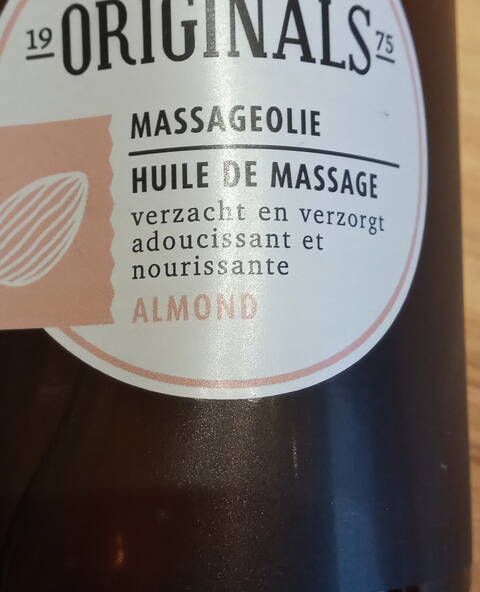 19 ORIGINALS 75
MASSAGEOLIE
HUILE DE MASSAGE
verzacht en verzorgt
adoucissant et
nourissante
ALMOND